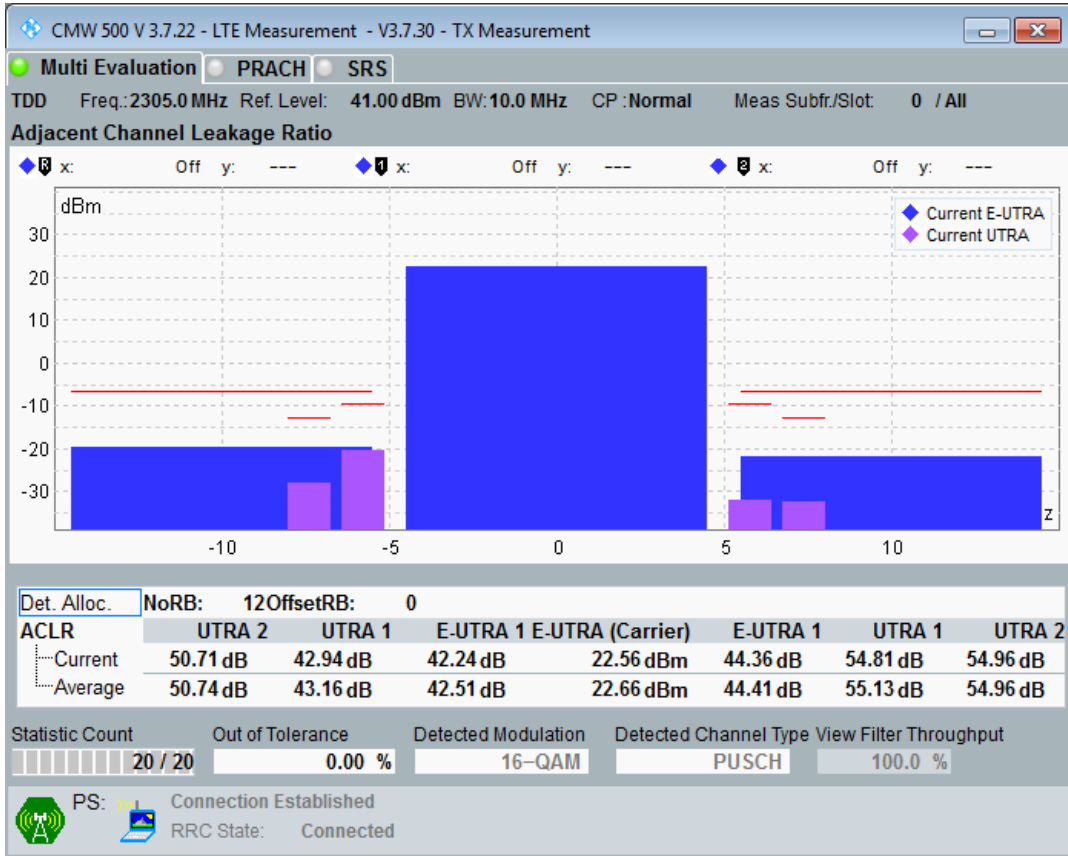 CMW 500 V 3.7.22 - LTE Measurement - V3.7.30 - TX Measurement
Multi Evaluation PRACH SRS
TDD Freq.: 2305.0 MHz Ref. Level: 41.00 dBm BW: 10.0 MHz CP : Normal Meas Subfr./Slot: 0 / All
Adjacent Channel Leakage Ratio
R x: Off y: --- 1 x: Off y: --- 2 x: Off y: ---
dBm
Current E-UTRA
Current UTRA
30
20
10
0
-10
-20
-30
z
-10 -5 0 5 10
Det. Alloc. NoRB: 12 OffsetRB: 0
ACLR UTRA 2 UTRA 1 E-UTRA 1 E-UTRA (Carrier) E-UTRA 1 UTRA 1 UTRA 2
Current 50.71 dB 42.94 dB 42.24 dB 22.56 dBm 44.36 dB 54.81 dB 54.96 dB
Average 50.74 dB 43.16 dB 42.51 dB 22.66 dBm 44.41 dB 55.13 dB 54.96 dB
Statistic Count Out of Tolerance Detected Modulation Detected Channel Type View Filter Throughput
20 / 20 0.00 % 16-QAM PUSCH 100.0 %
PS: Connection Established
RRC State: Connected